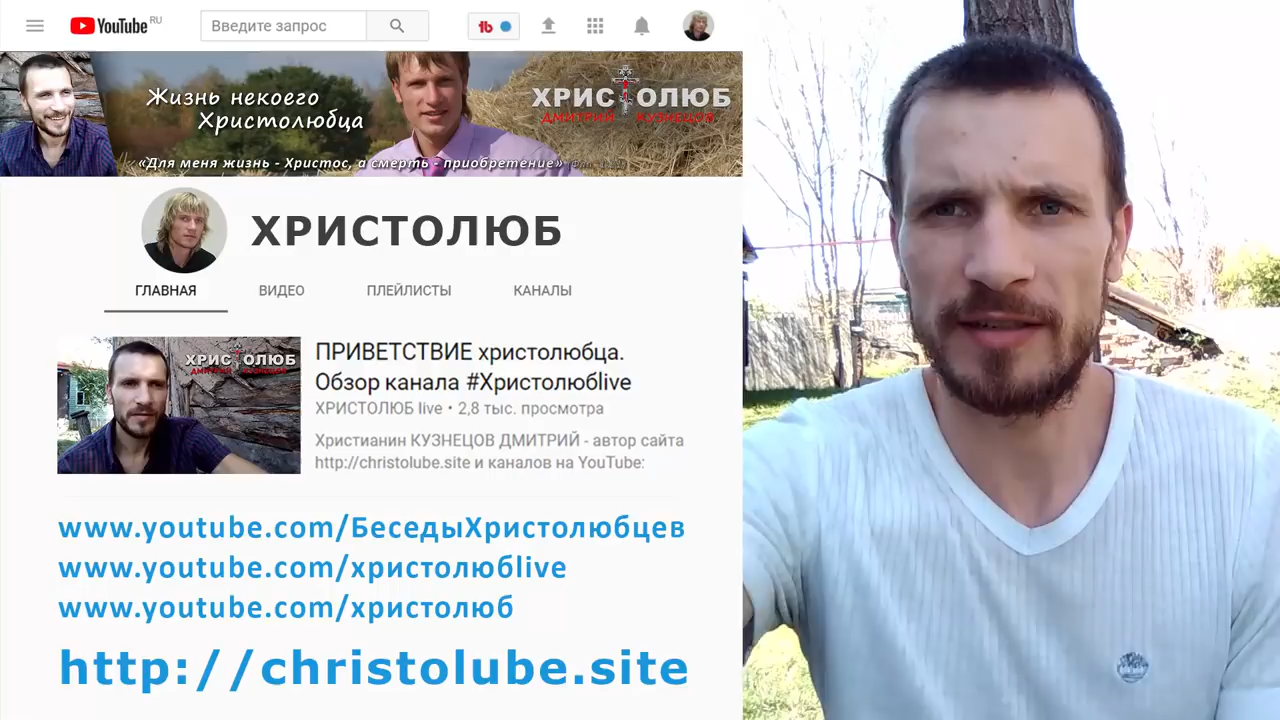 YouTube RU
Введите запрос
Жизнь некоего
Христолюбца
ХРИСТОЛЮБ
ДМИТРИЙ КУЗНЕЦОВ
«Для меня жизнь - Христос, а смерть - приобретение»
ХРИСТОЛЮБ
ГЛАВНАЯ ВИДЕО ПЛЕЙЛИСТЫ КАНАЛЫ
ХРИСТОЛЮБ
ДМИТРИЙ КУЗНЕЦОВ
ПРИВЕТСТВИЕ христолюбца.
Обзор канала #Христолюблive
ХРИСТОЛЮБ live • 2,8 тыс. просмотра
Христианин КУЗНЕЦОВ ДМИТРИЙ - автор сайта
http://christolube.site и каналов на YouTube:
www.youtube.com/БеседыХристолюбцев
www.youtube.com/христолюблive
www.youtube.com/христолюб
http://christolube.site